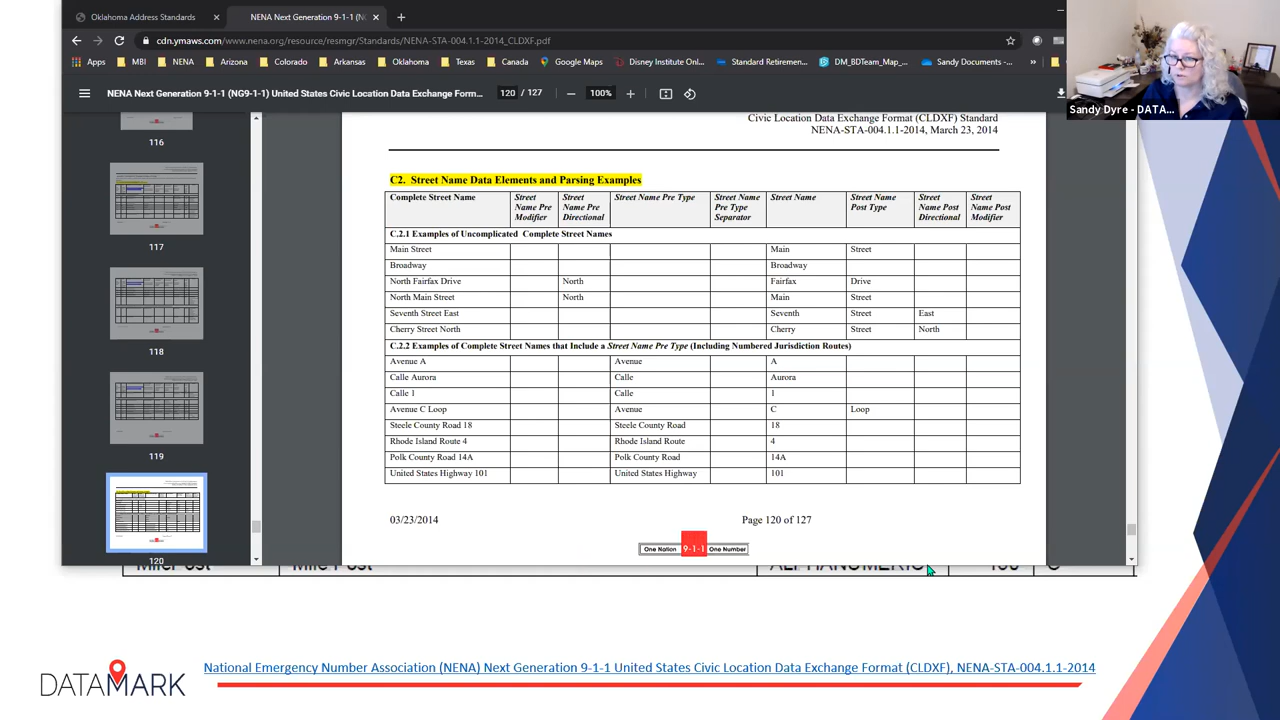 Oklahoma Address Standards
NENA Next Generation 9-1-1 (NG
cdn.ymaws.com/www.nena.org/resource/resmgr/Standards/NENA-STA-004.1.1-2014_CLDXF.pdf
Apps MBI NENA Arizona Colorado Arkansas Oklahoma Texas Canada Google Maps Disney Institute Onl... Standard Retiremen... DM_BDTeam_Map_... Sandy Documents -... »
NENA Next Generation 9-1-1 (NG9-1-1) United States Civic Location Data Exchange Form... 120 / 127 100%
Sandy Dyre - DATA...
116
117
118
119
120
Civic Location Data Exchange Format (CLDXF) Standard
NENA-STA-004.1.1-2014, March 23, 2014
C2. Street Name Data Elements and Parsing Examples
Complete Street Name Street Name Pre Modifier Street Name Pre Directional Street Name Pre Type Street Name Pre Type Separator Street Name Street Name Post Type Street Name Post Directional Street Name Post Modifier
C.2.1 Examples of Uncomplicated Complete Street Names
Main Street Main Street
Broadway Broadway
North Fairfax Drive North Fairfax Drive
North Main Street North Main Street
Seventh Street East Seventh Street East
Cherry Street North Cherry Street North
C.2.2 Examples of Complete Street Names that Include a Street Name Pre Type (Including Numbered Jurisdiction Routes)
Avenue A Avenue A
Calle Aurora Calle Aurora
Calle 1 Calle 1
Avenue C Loop Avenue C Loop
Steele County Road 18 Steele County Road 18
Rhode Island Route 4 Rhode Island Route 4
Polk County Road 14A Polk County Road 14A
United States Highway 101 United States Highway 101
03/23/2014 Page 120 of 127
One Nation 9-1-1 One Number
Mile Post Mile Post ALPHANUMERIC 150 C
DATAMARK
National Emergency Number Association (NENA) Next Generation 9-1-1 United States Civic Location Data Exchange Format (CLDXF), NENA-STA-004.1.1-2014